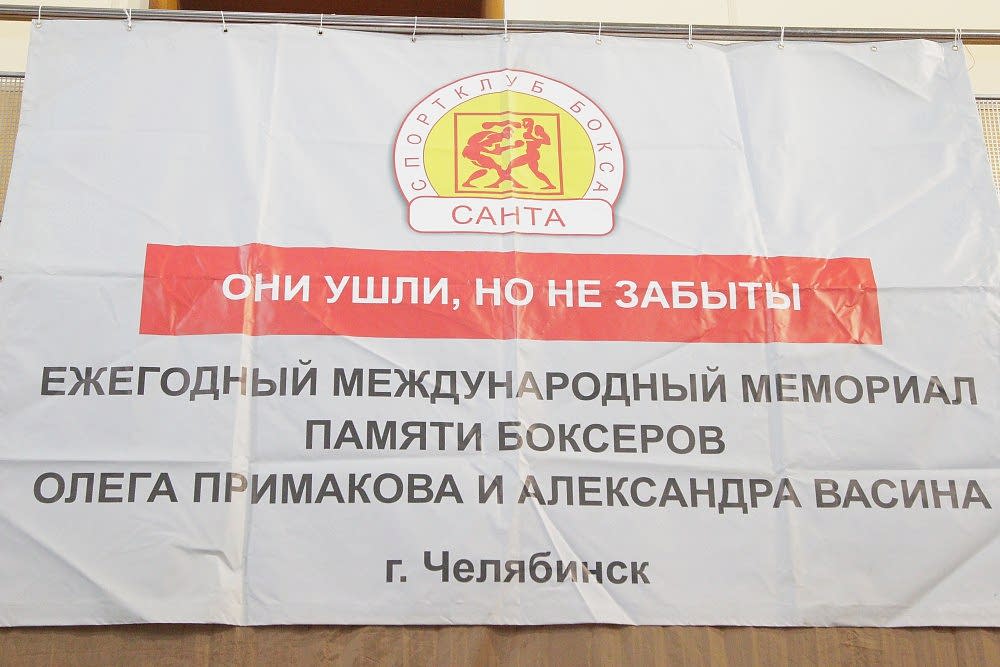 СПОРТКЛУБ БОКСА
САНТА
ОНИ УШЛИ, НО НЕ ЗАБЫТЫ
ЕЖЕГОДНЫЙ МЕЖДУНАРОДНЫЙ МЕМОРИАЛ
ПАМЯТИ БОКСЕРОВ
ОЛЕГА ПРИМАКОВА И АЛЕКСАНДРА ВАСИНА
г. Челябинск